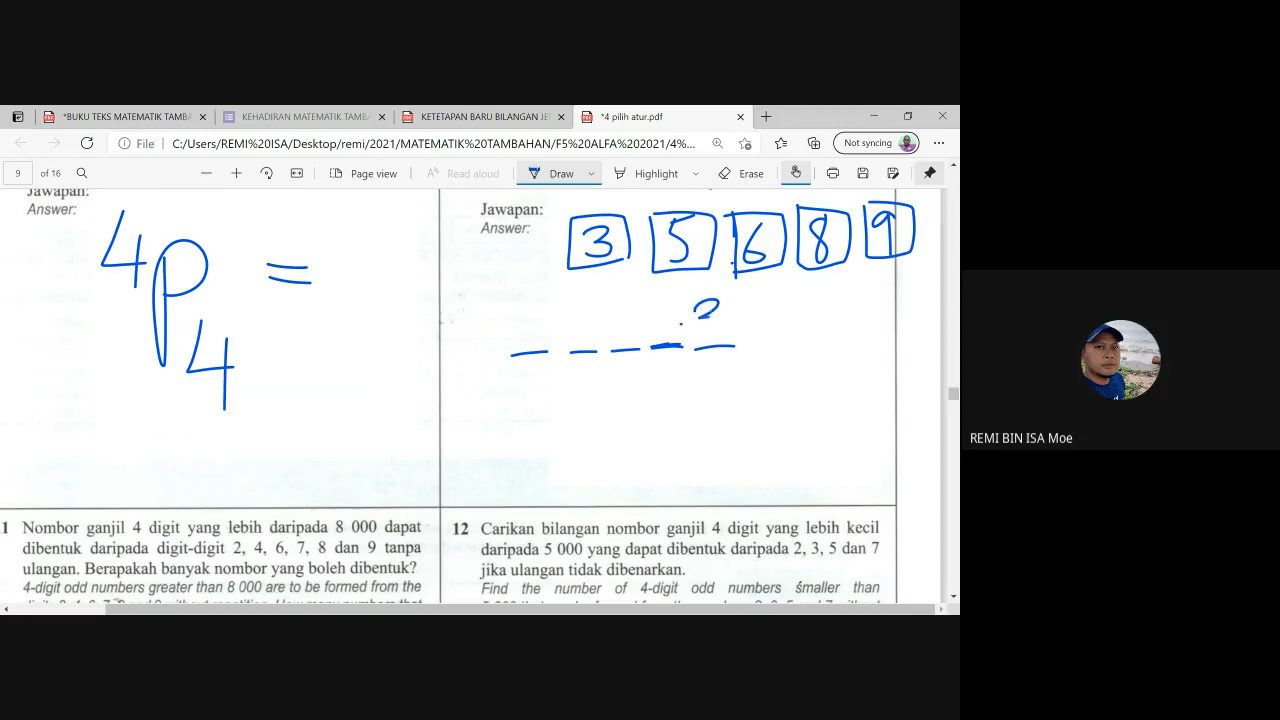 *BUKU TEKS MATEMATIK TAMBA
KEHADIRAN MATEMATIK TAMBA
KETETAPAN BARU BILANGAN JE
*4 pilih atur.pdf
File
C:/Users/REMI%20ISA/Desktop/remi/2021/MATEMATIK%20TAMBAHAN/F5%20ALFA%202021/4%...
Not syncing
9 of 16
Page view
Read aloud
Draw
Highlight
Erase
Jawapan:
Answer:
4P4 =
Jawapan:
Answer:
3 5 6 8 9
?
1 Nombor ganjil 4 digit yang lebih daripada 8 000 dapat
dibentuk daripada digit-digit 2, 4, 6, 7, 8 dan 9 tanpa
ulangan. Berapakah banyak nombor yang boleh dibentuk?
4-digit odd numbers greater than 8 000 are to be formed from the
12 Carikan bilangan nombor ganjil 4 digit yang lebih kecil
daripada 5 000 yang dapat dibentuk daripada 2, 3, 5 dan 7
jika ulangan tidak dibenarkan.
Find the number of 4-digit odd numbers smaller than
REMI BIN ISA Moe